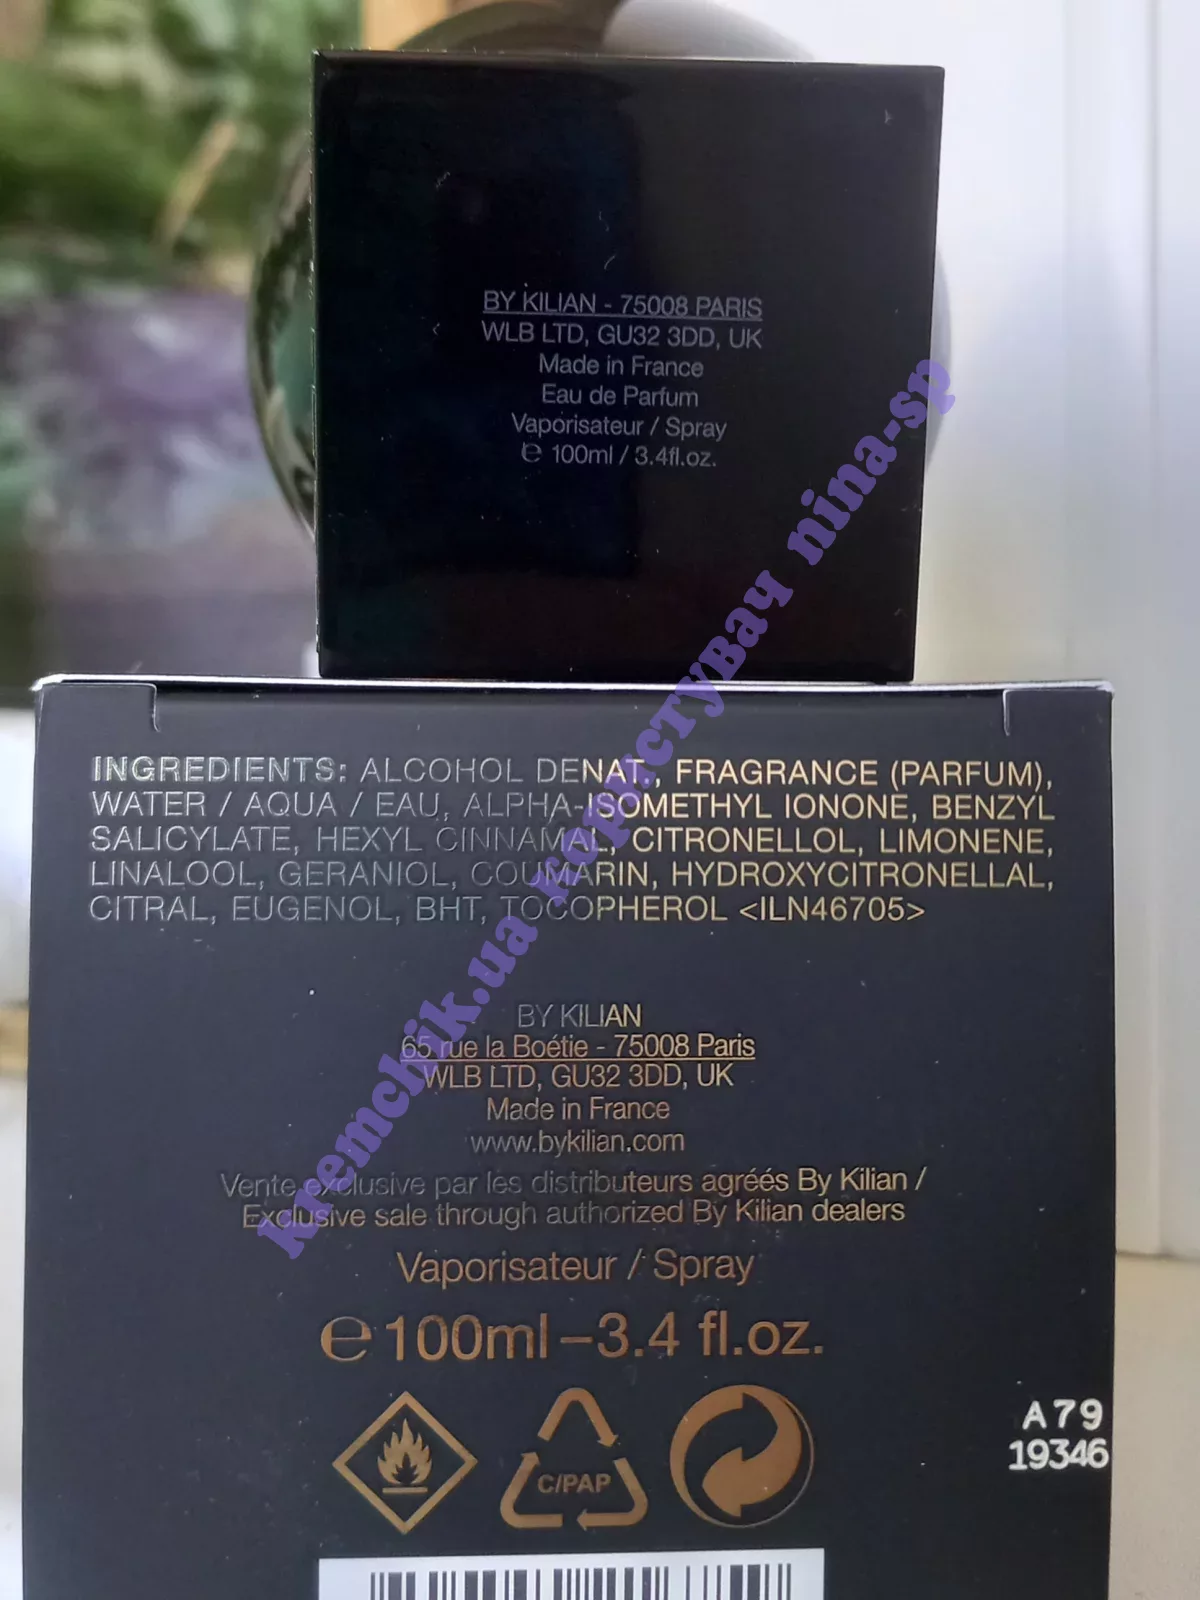 BY KILIAN - 75008 PARIS
WLB LTD, GU32 3DD, UK
Made in France
Eau de Parfum
Vaporisateur / Spray
℮ 100ml / 3.4fl.oz.
INGREDIENTS: ALCOHOL DENAT., FRAGRANCE (PARFUM),
WATER / AQUA / EAU, ALPHA-ISOMETHYL IONONE, BENZYL
SALICYLATE, HEXYL CINNAMAL, CITRONELLOL, LIMONENE,
LINALOOL, GERANIOL, COUMARIN, HYDROXYCITRONELLAL,
CITRAL, EUGENOL, BHT, TOCOPHEROL <ILN46705>
BY KILIAN
65 rue la Boétie - 75008 Paris
WLB LTD, GU32 3DD, UK
Made in France
www.bykilian.com
Vente exclusive par les distributeurs agréés By Kilian /
Exclusive sale through authorized By Kilian dealers
Vaporisateur / Spray
℮ 100ml – 3.4 fl.oz.
C/PAP
A79
19346
kremchik.ua користувач nina-sp